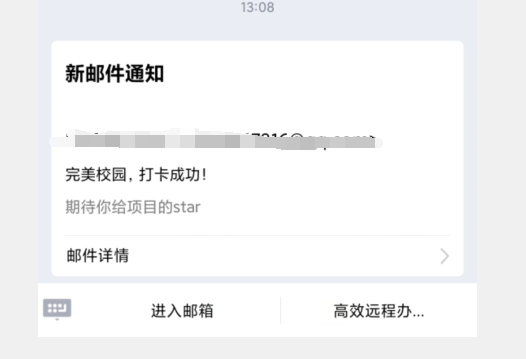 13:08
新邮件通知
完美校园，打卡成功！
期待你给项目的star
邮件详情
进入邮箱
高效远程办...